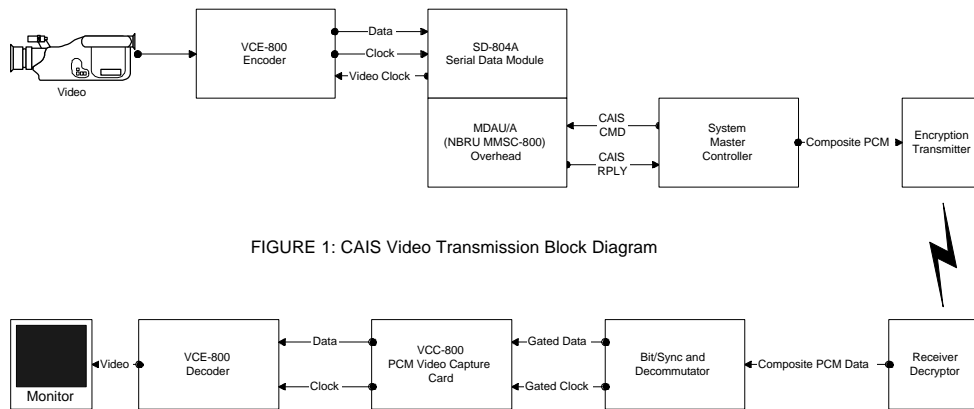 Video
VCE-800
Encoder
Data
Clock
Video Clock
SD-804A
Serial Data Module
MDAU/A
(NBRU MMSC-800)
Overhead
CAIS
CMD
CAIS
RPLY
System
Master
Controller
Composite PCM
Encryption
Transmitter
FIGURE 1: CAIS Video Transmission Block Diagram
Monitor
Video
VCE-800
Decoder
Data
Clock
VCC-800
PCM Video Capture
Card
Gated Data
Gated Clock
Bit/Sync and
Decommutator
Composite PCM Data
Receiver
Decryptor